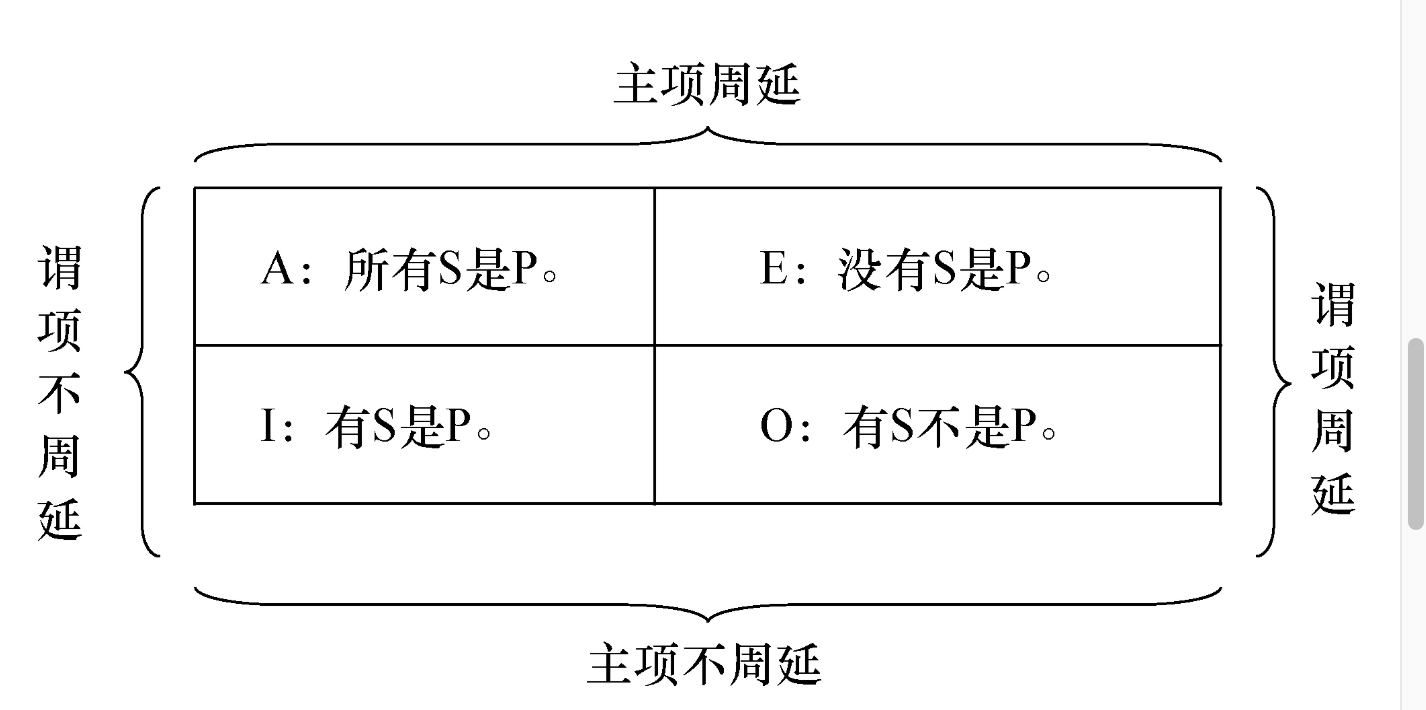 主项周延
谓项不周延
A：所有S是P。
E：没有S是P。
谓项周延
I：有S是P。
O：有S不是P。
主项不周延